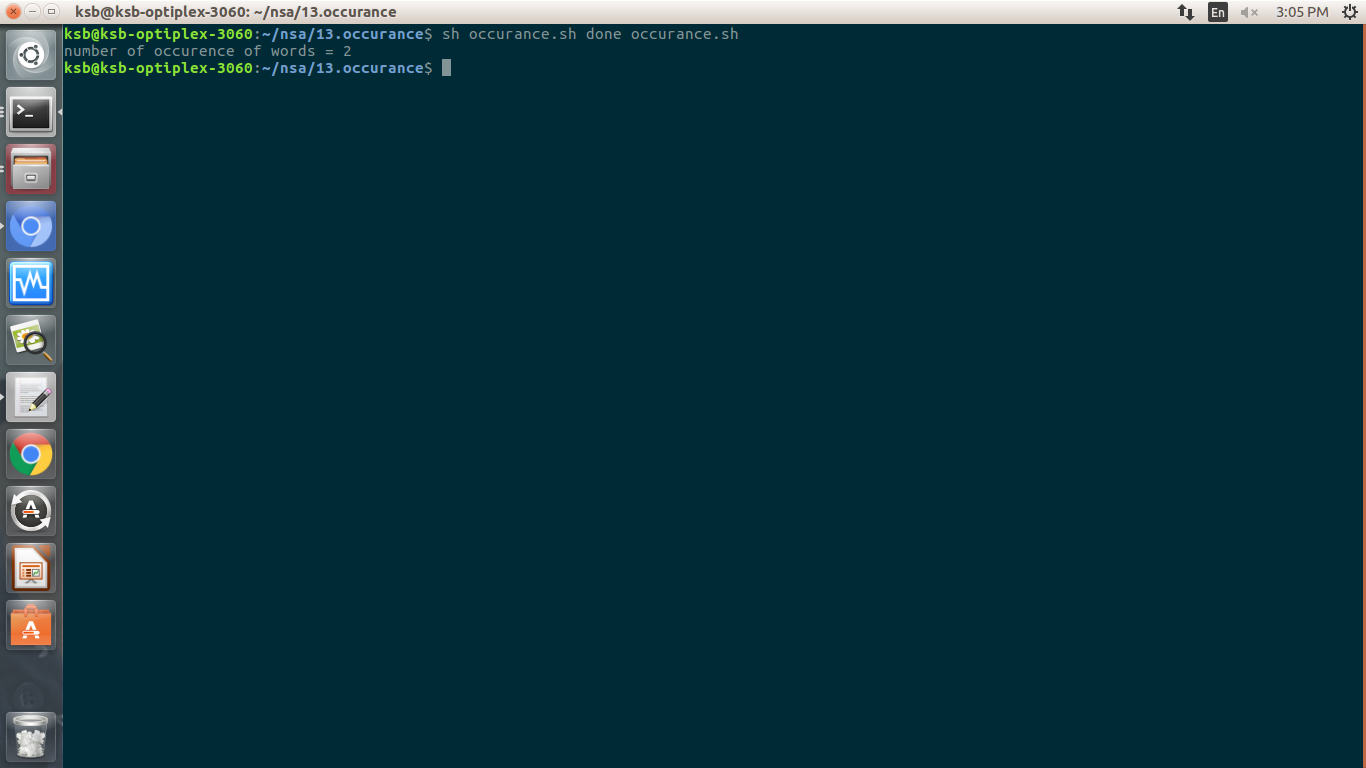 ksb@ksb-optiplex-3060: ~/nsa/13.occurance
En
3:05 PM
ksb@ksb-optiplex-3060:~/nsa/13.occurance$ sh occurance.sh done occurance.sh
number of occurence of words = 2
ksb@ksb-optiplex-3060:~/nsa/13.occurance$